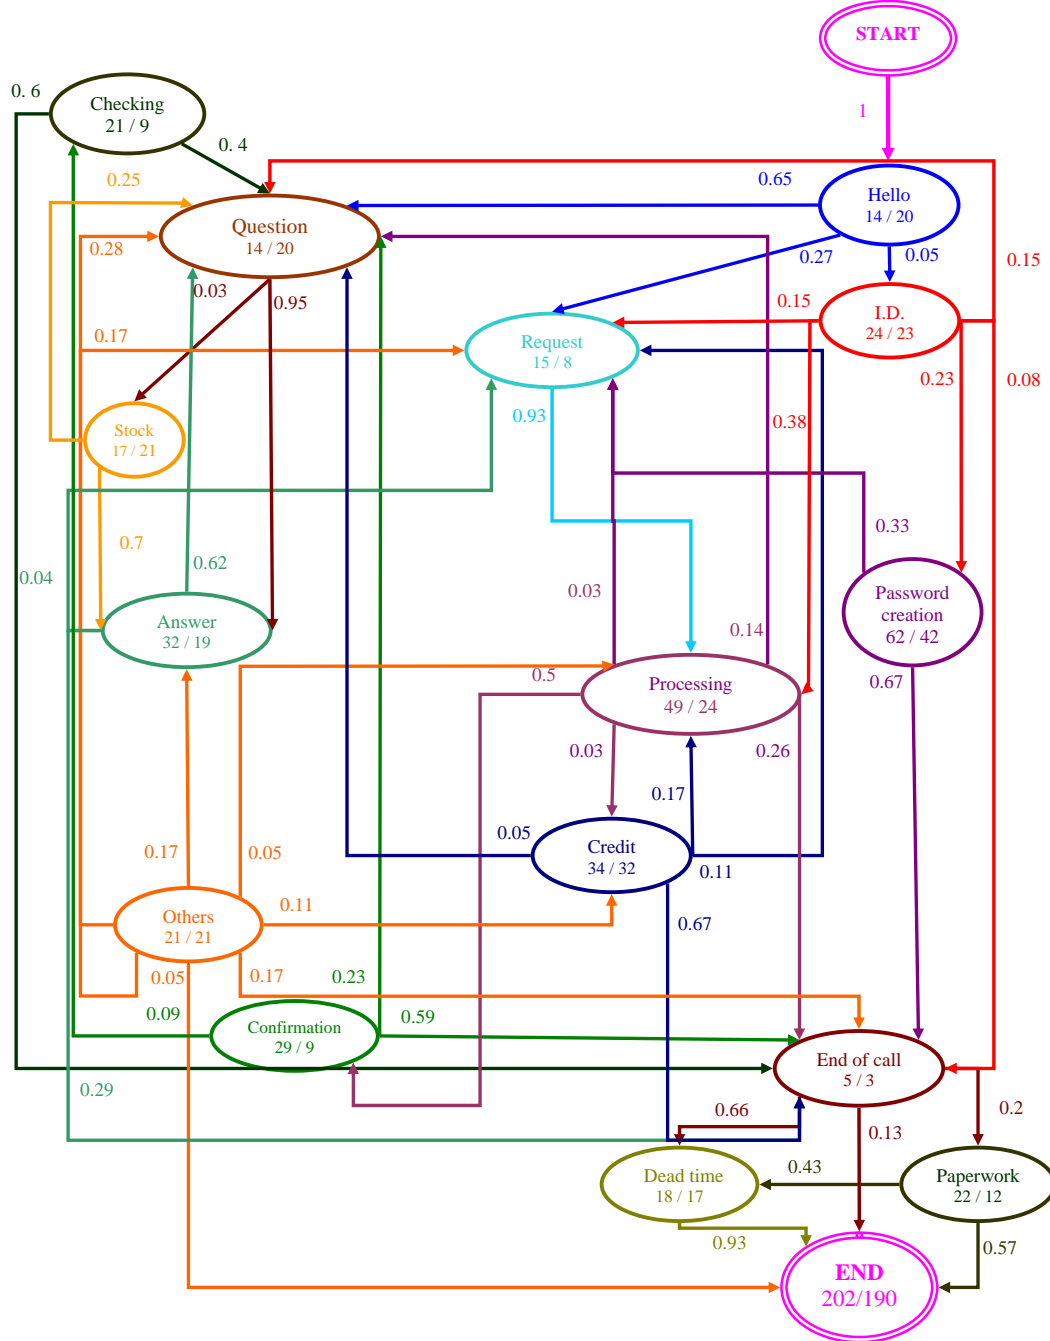 START
0. 6
Checking
21 / 9
1
0. 4
0.25
0.65
Hello
14 / 20
Question
14 / 20
0.28
0.27
0.05
0.15
0.03
0.95
0.15
I.D.
24 / 23
0.17
Request
15 / 8
0.23
0.08
0.93
0.38
Stock
17 / 21
0.7
0.33
0.04
0.62
0.03
Password
creation
62 / 42
Answer
32 / 19
0.14
0.5
Processing
49 / 24
0.67
0.03
0.26
0.17
0.05
Credit
34 / 32
0.17
0.05
0.11
0.11
Others
21 / 21
0.67
0.05
0.17
0.23
0.09
Confirmation
29 / 9
0.59
End of call
5 / 3
0.29
0.66
0.2
0.13
Dead time
18 / 17
0.43
Paperwork
22 / 12
0.93
0.57
END
202/190